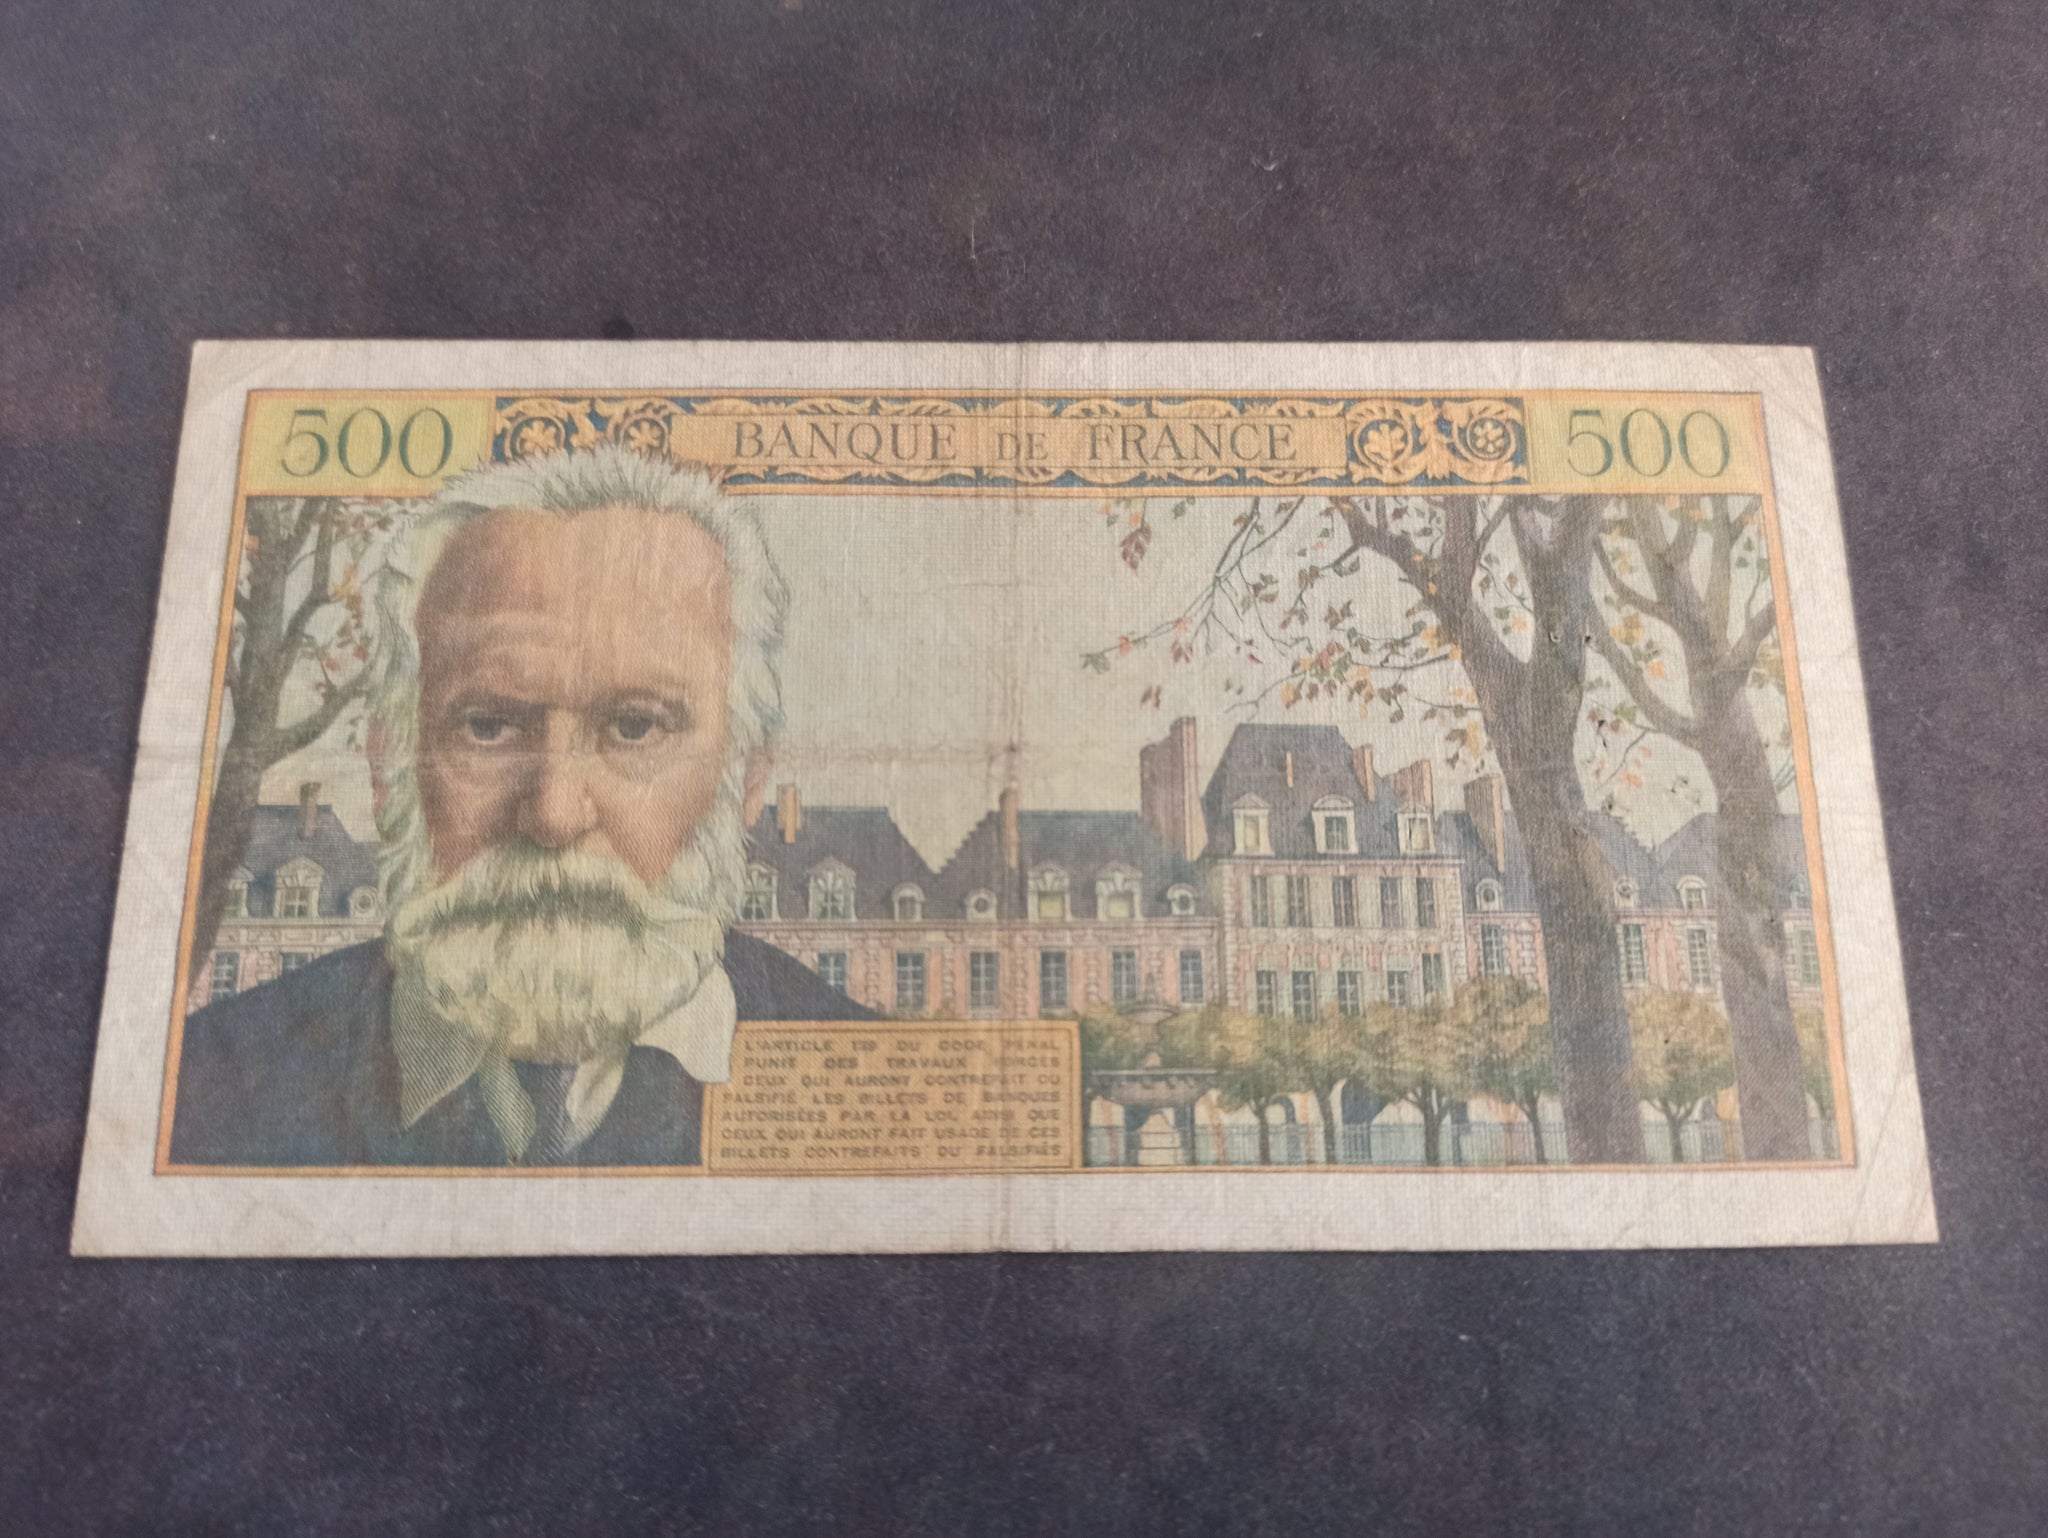 500 BANQUE DE FRANCE 500
L'ARTICLE 139 DU CODE PENAL
PUNIT DES TRAVAUX FORCES
CEUX QUI AURONT CONTREFAIT OU
FALSIFIÉ LES BILLETS DE BANQUES
AUTORISÉES PAR LA LOI, AINSI QUE
CEUX QUI AURONT FAIT USAGE DE CES
BILLETS CONTREFAITS OU FALSIFIÉS